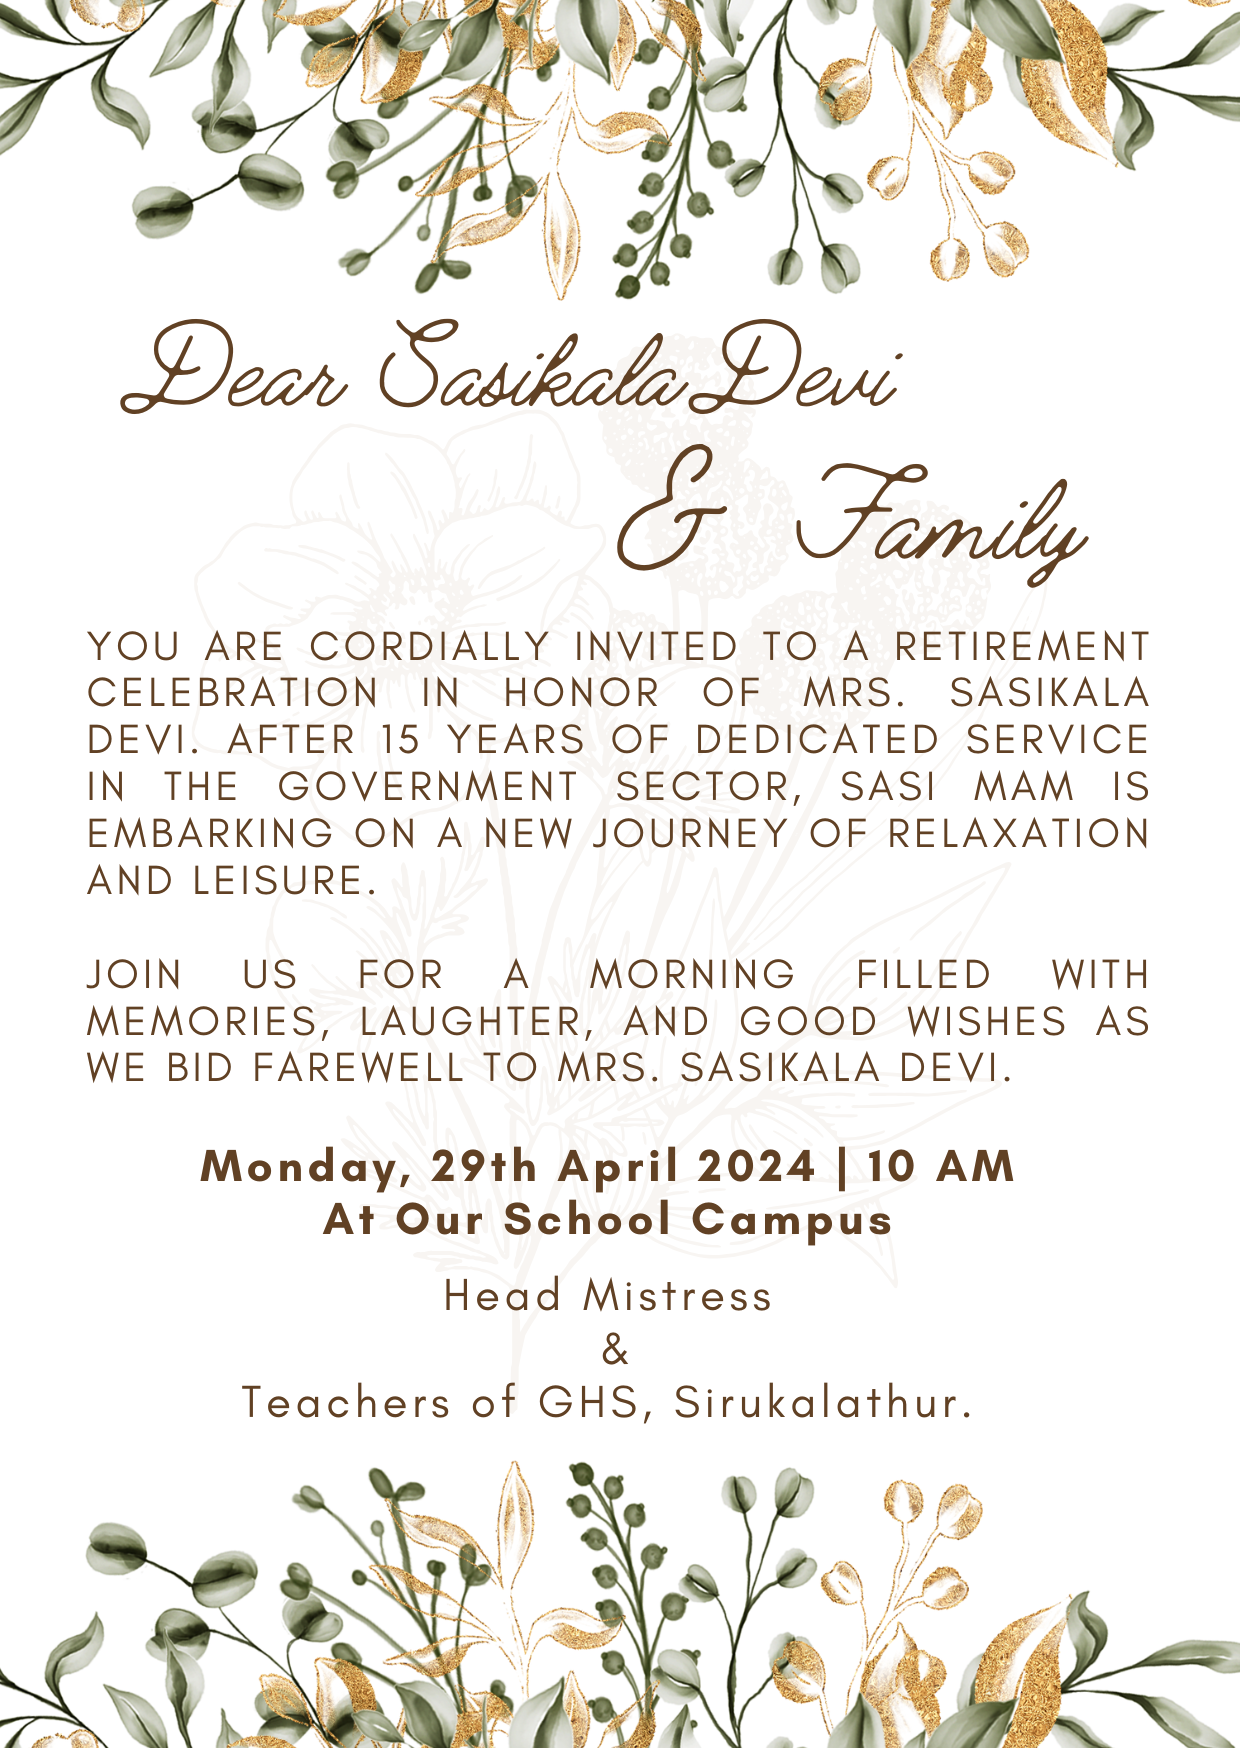 Dear Sasikala Devi
& Family
YOU ARE CORDIALLY INVITED TO A RETIREMENT
CELEBRATION IN HONOR OF MRS. SASIKALA
DEVI. AFTER 15 YEARS OF DEDICATED SERVICE
IN THE GOVERNMENT SECTOR, SASI MAM IS
EMBARKING ON A NEW JOURNEY OF RELAXATION
AND LEISURE.
JOIN US FOR A MORNING FILLED WITH
MEMORIES, LAUGHTER, AND GOOD WISHES AS
WE BID FAREWELL TO MRS. SASIKALA DEVI.
Monday, 29th April 2024 | 10 AM
At Our School Campus
Head Mistress
&
Teachers of GHS, Sirukalathur.